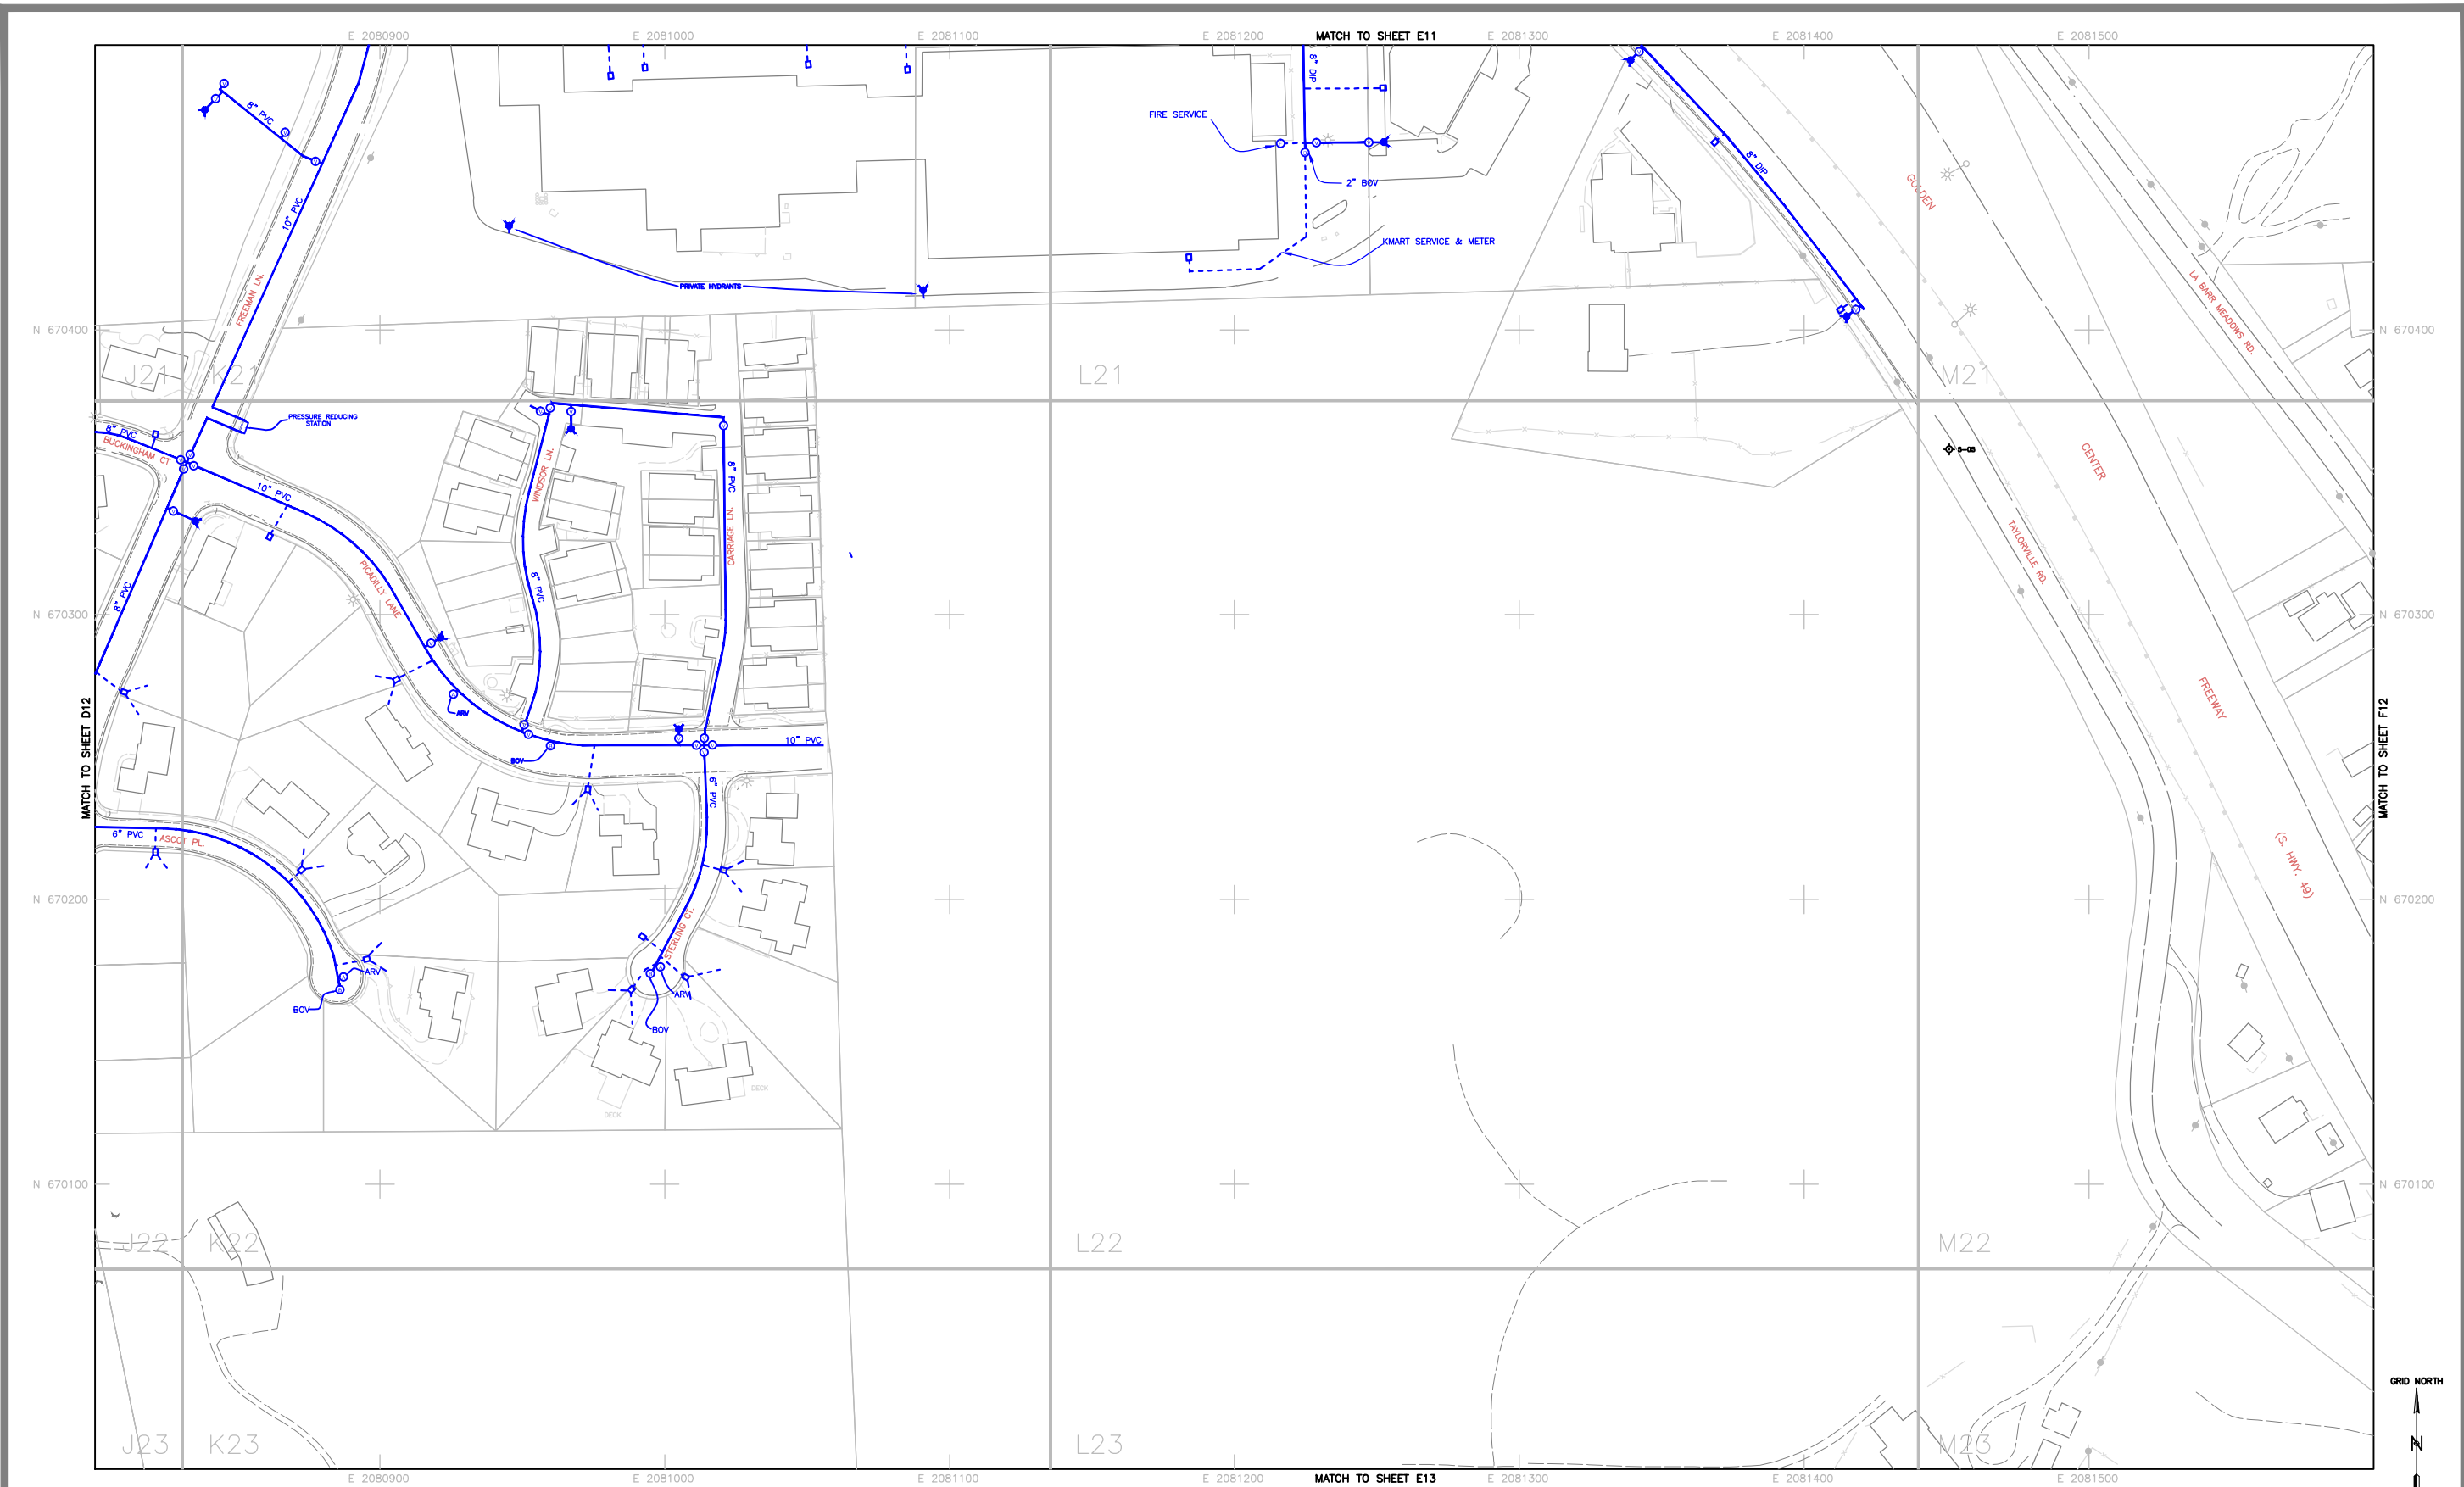 E 2080900
E 2081000
E 2081100
E 2081200
MATCH TO SHEET E11
E 2081300
E 2081400
E 2081500
8" PVC
8" DIP
FIRE SERVICE
8" DIP
2" BOV
GOLDEN
10" PVC
KMART SERVICE & METER
FREEMAN LN.
PRIVATE HYDRANTS
LA BARR MEADOWS RD.
N 670400
N 670400
J21
K21
L21
M21
PRESSURE REDUCING
STATION
8" PVC
BUCKINGHAM CT
WINDSOR LN.
8" PVC
CENTER
10" PVC
CARRIAGE LN.
TAYLORVILLE RD.
PICADILLY LANE
8" PVC
8" PVC
N 670300
N 670300
ARV
FREEWAY
MATCH TO SHEET D12
MATCH TO SHEET F12
BOV
10" PVC
6" PVC
6" PVC
ASCOT PL.
(S. HWY. 49)
N 670200
N 670200
STERLING CT.
ARV
ARV
BOV
BOV
DECK
DECK
N 670100
N 670100
J22
K22
L22
M22
GRID NORTH
N
J23
K23
L23
M23
E 2080900
E 2081000
E 2081100
E 2081200
MATCH TO SHEET E13
E 2081300
E 2081400
E 2081500